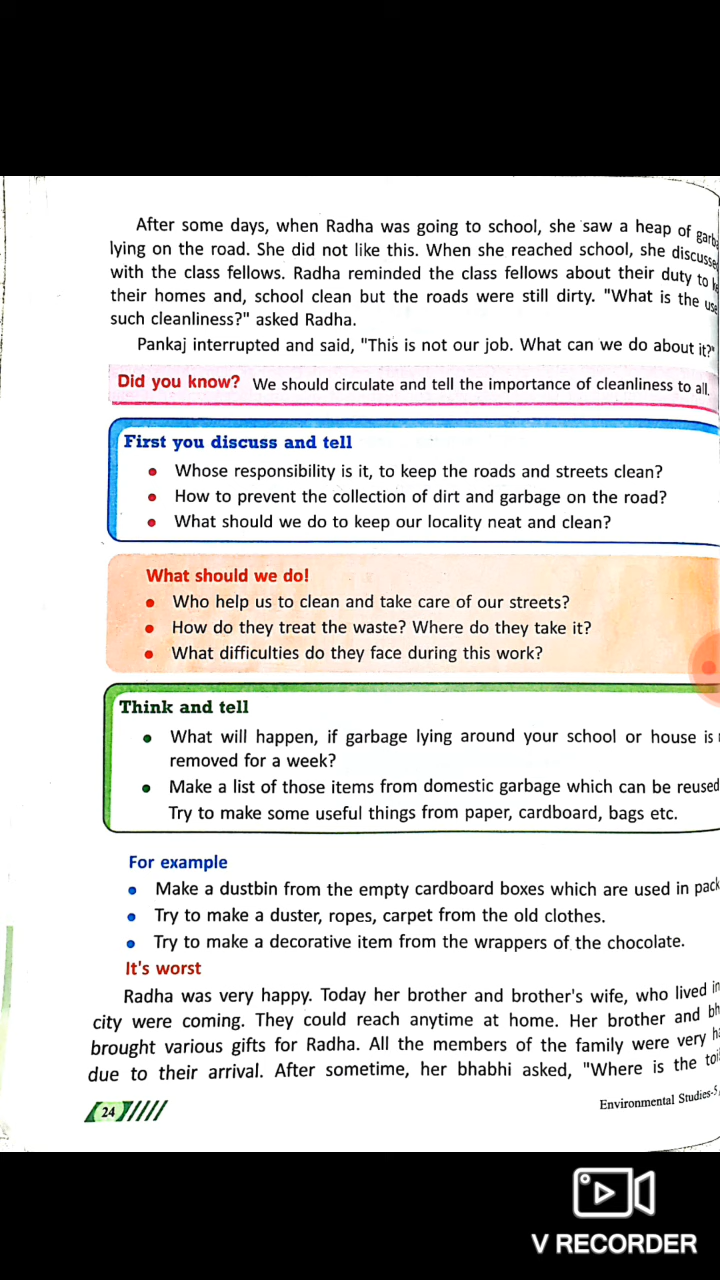 After some days, when Radha was going to school, she saw a heap of garba
lying on the road. She did not like this. When she reached school, she discusse
with the class fellows. Radha reminded the class fellows about their duty to
their homes and, school clean but the roads were still dirty. "What is the use
such cleanliness?" asked Radha.
Pankaj interrupted and said, "This is not our job. What can we do about it?"
Did you know? We should circulate and tell the importance of cleanliness to all.
First you discuss and tell
• Whose responsibility is it, to keep the roads and streets clean?
• How to prevent the collection of dirt and garbage on the road?
• What should we do to keep our locality neat and clean?
What should we do!
• Who help us to clean and take care of our streets?
• How do they treat the waste? Where do they take it?
• What difficulties do they face during this work?
Think and tell
• What will happen, if garbage lying around your school or house is
removed for a week?
• Make a list of those items from domestic garbage which can be reused
Try to make some useful things from paper, cardboard, bags etc.
For example
• Make a dustbin from the empty cardboard boxes which are used in pack
• Try to make a duster, ropes, carpet from the old clothes.
• Try to make a decorative item from the wrappers of the chocolate.
It's worst
Radha was very happy. Today her brother and brother's wife, who lived in
city were coming. They could reach anytime at home. Her brother and bh
brought various gifts for Radha. All the members of the family were very ha
due to their arrival. After sometime, her bhabhi asked, "Where is the toi
24
Environmental Studies-5
V RECORDER